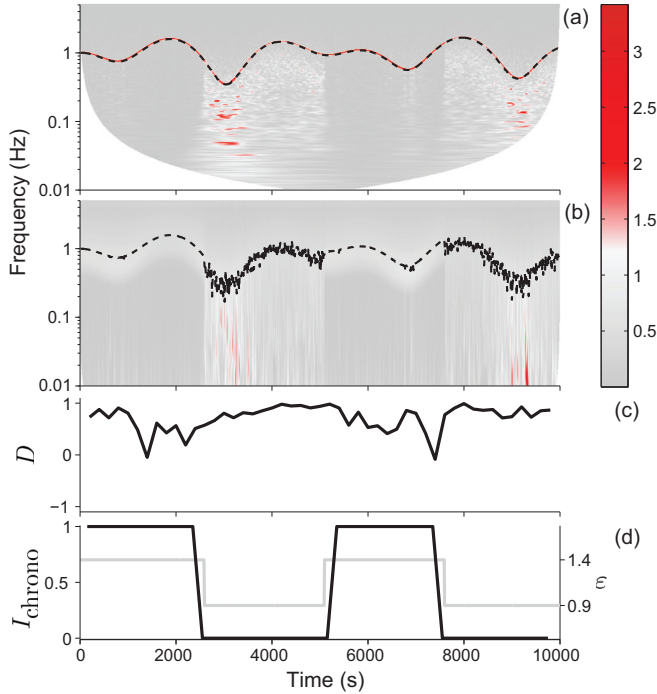 (a)
1
0.1
0.01
Frequency (Hz)
(b)
1
0.1
0.01
3
2.5
2
1.5
1
0.5
(c)
1
0
−1
D
(d)
1
0.5
0
I_chrono
1.4
0.9
ε
0 2000 4000 6000 8000 10000
Time (s)